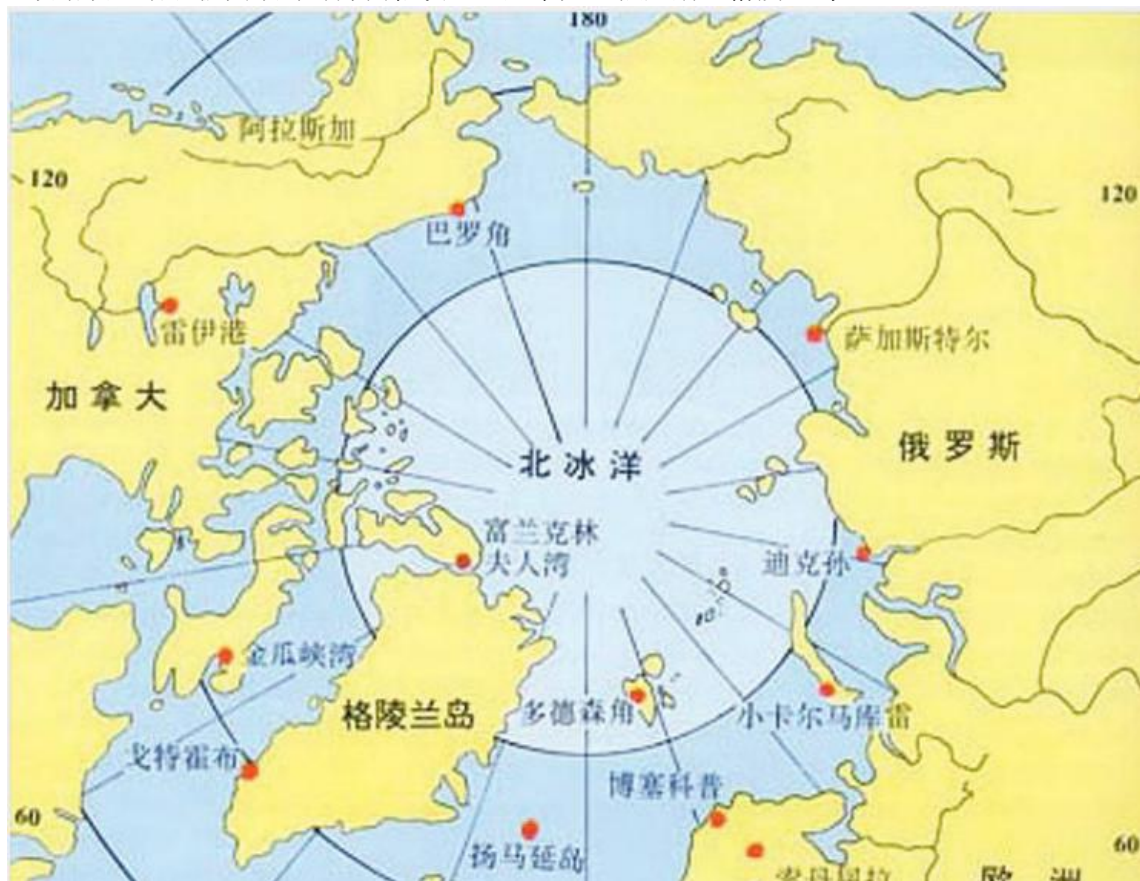 180
阿拉斯加
120
120
巴罗角
雷伊港
萨加斯特尔
加拿大
俄罗斯
北冰洋
富兰克林
夫人湾
迪克孙
金瓜峡湾
格陵兰岛
多德森角
小卡尔马库雷
戈特霍布
博塞科普
60
60
扬马延岛
欧洲